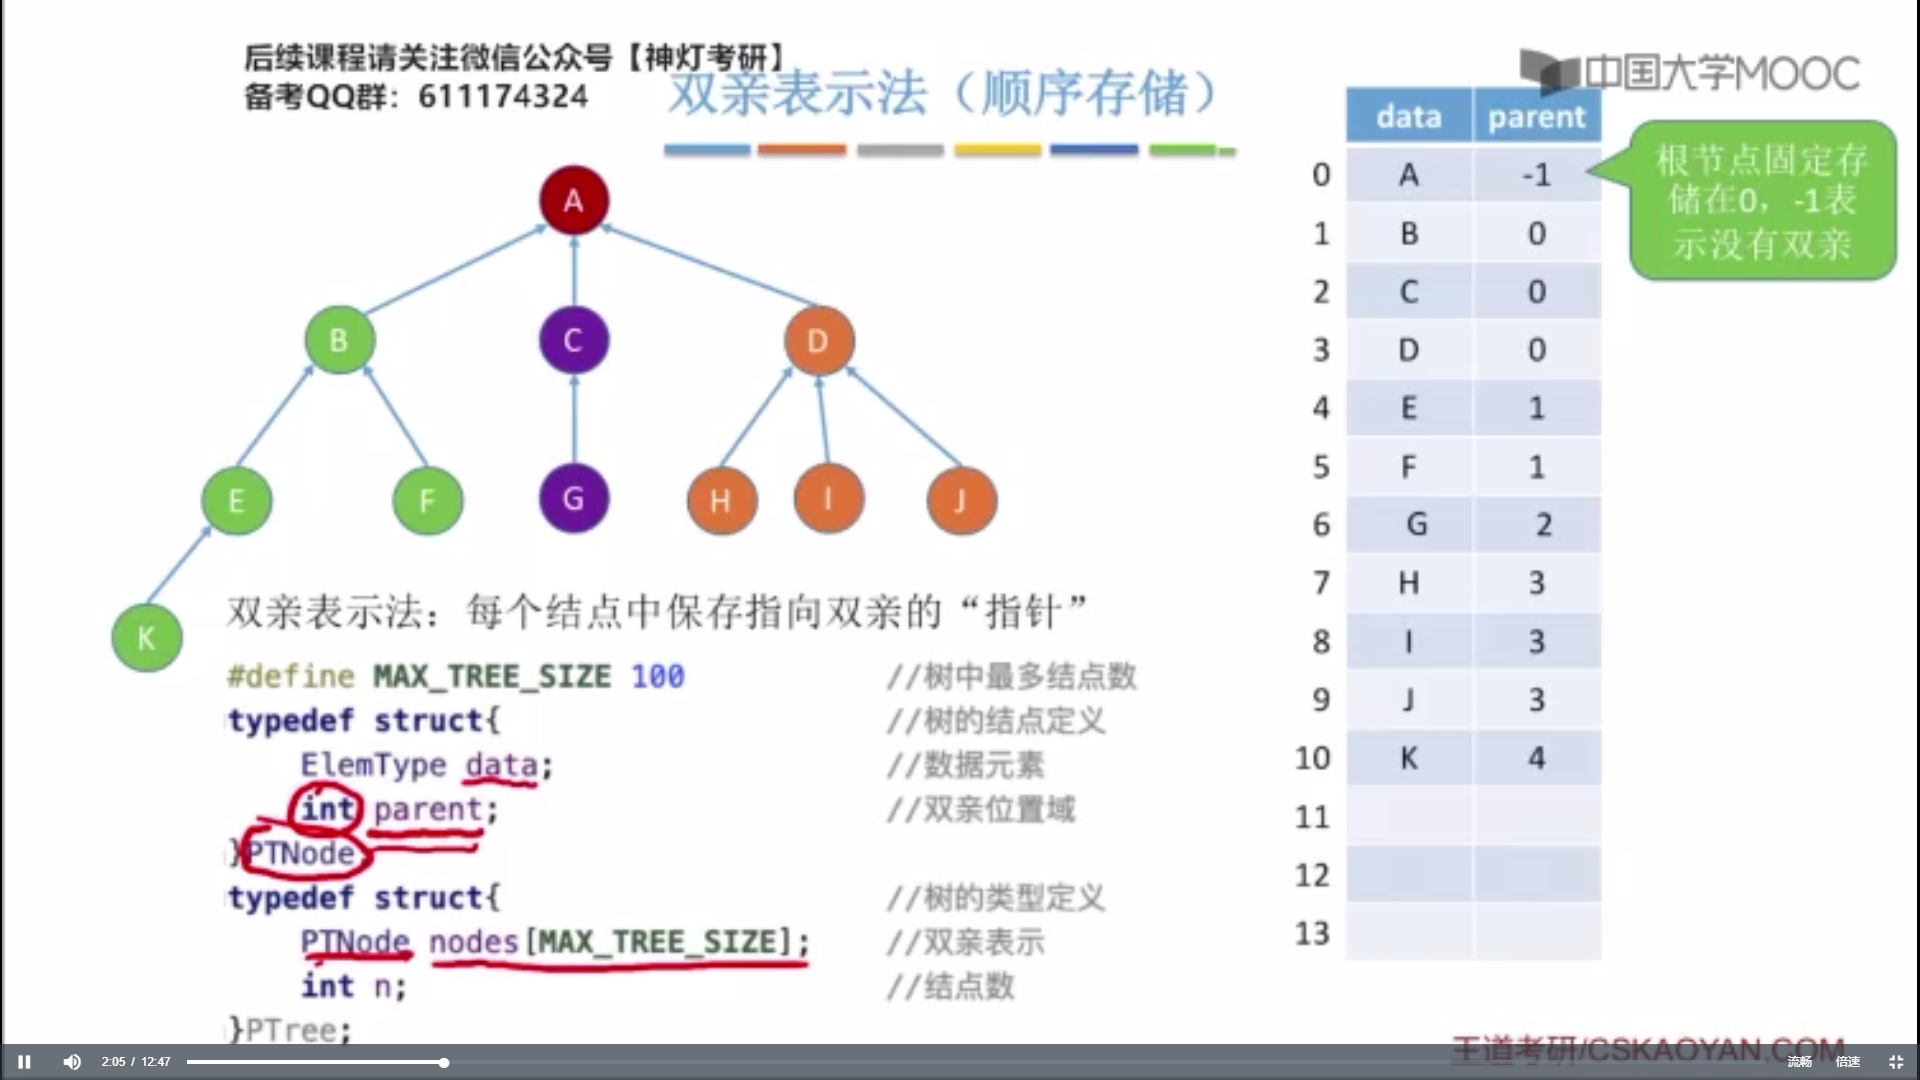 后续课程请关注微信公众号【神灯考研】
备考QQ群：611174324
双亲表示法（顺序存储）
中国大学MOOC
data parent
0 A -1
1 B 0
2 C 0
3 D 0
4 E 1
5 F 1
6 G 2
7 H 3
8 I 3
9 J 3
10 K 4
11
12
13
根节点固定存
储在0，-1表
示没有双亲
A
B C D
E F G H I J
K
双亲表示法：每个结点中保存指向双亲的“指针”
#define MAX_TREE_SIZE 100 //树中最多结点数
typedef struct{ //树的结点定义
ElemType data; //数据元素
int parent; //双亲位置域
}PTNode
typedef struct{ //树的类型定义
PTNode nodes[MAX_TREE_SIZE]; //双亲表示
int n; //结点数
}PTree;
王道考研/CSKAOYAN.COM
2:05 / 12:47 流畅 倍速